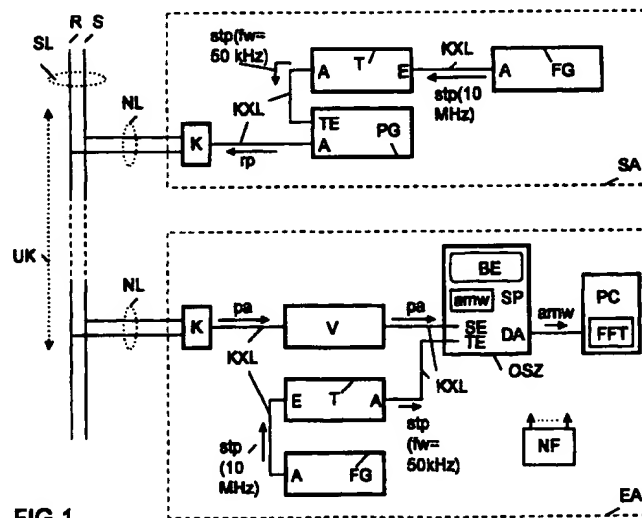 R S
SL
NL
UK
K
rp
KXL
stp(fw=
50 kHz)
A T E
KXL
stp(10
MHz)
A FG
TE
A PG
SA
NL
K
pa
KXL
V
pa
KXL
BE
amw SP
SE
TE DA
OSZ
amw
PC
FFT
E T A
stp
(fw=
50kHz)
stp
(10
MHz)
A FG
NF
EA
FIG 1